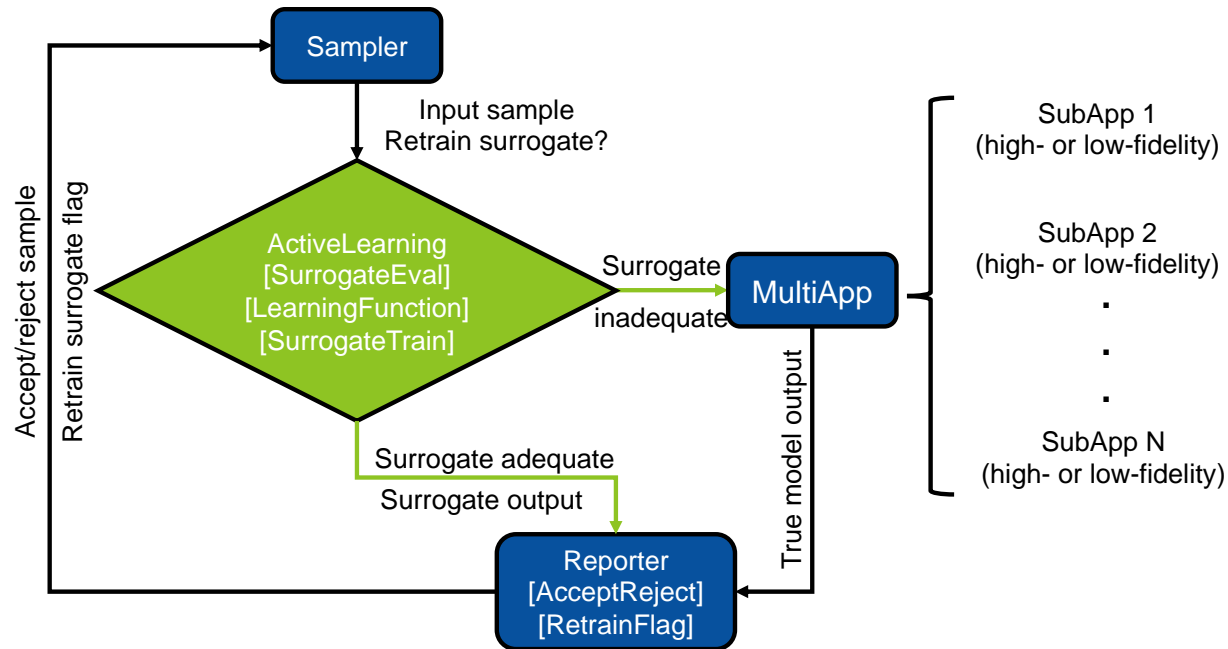 Sampler
Input sample
Retrain surrogate?
Accept/reject sample
Retrain surrogate flag
ActiveLearning
[SurrogateEval]
[LearningFunction]
[SurrogateTrain]
Surrogate
inadequate
MultiApp
SubApp 1
(high- or low-fidelity)
SubApp 2
(high- or low-fidelity)
.
.
.
SubApp N
(high- or low-fidelity)
Surrogate adequate
Surrogate output
True model output
Reporter
[AcceptReject]
[RetrainFlag]